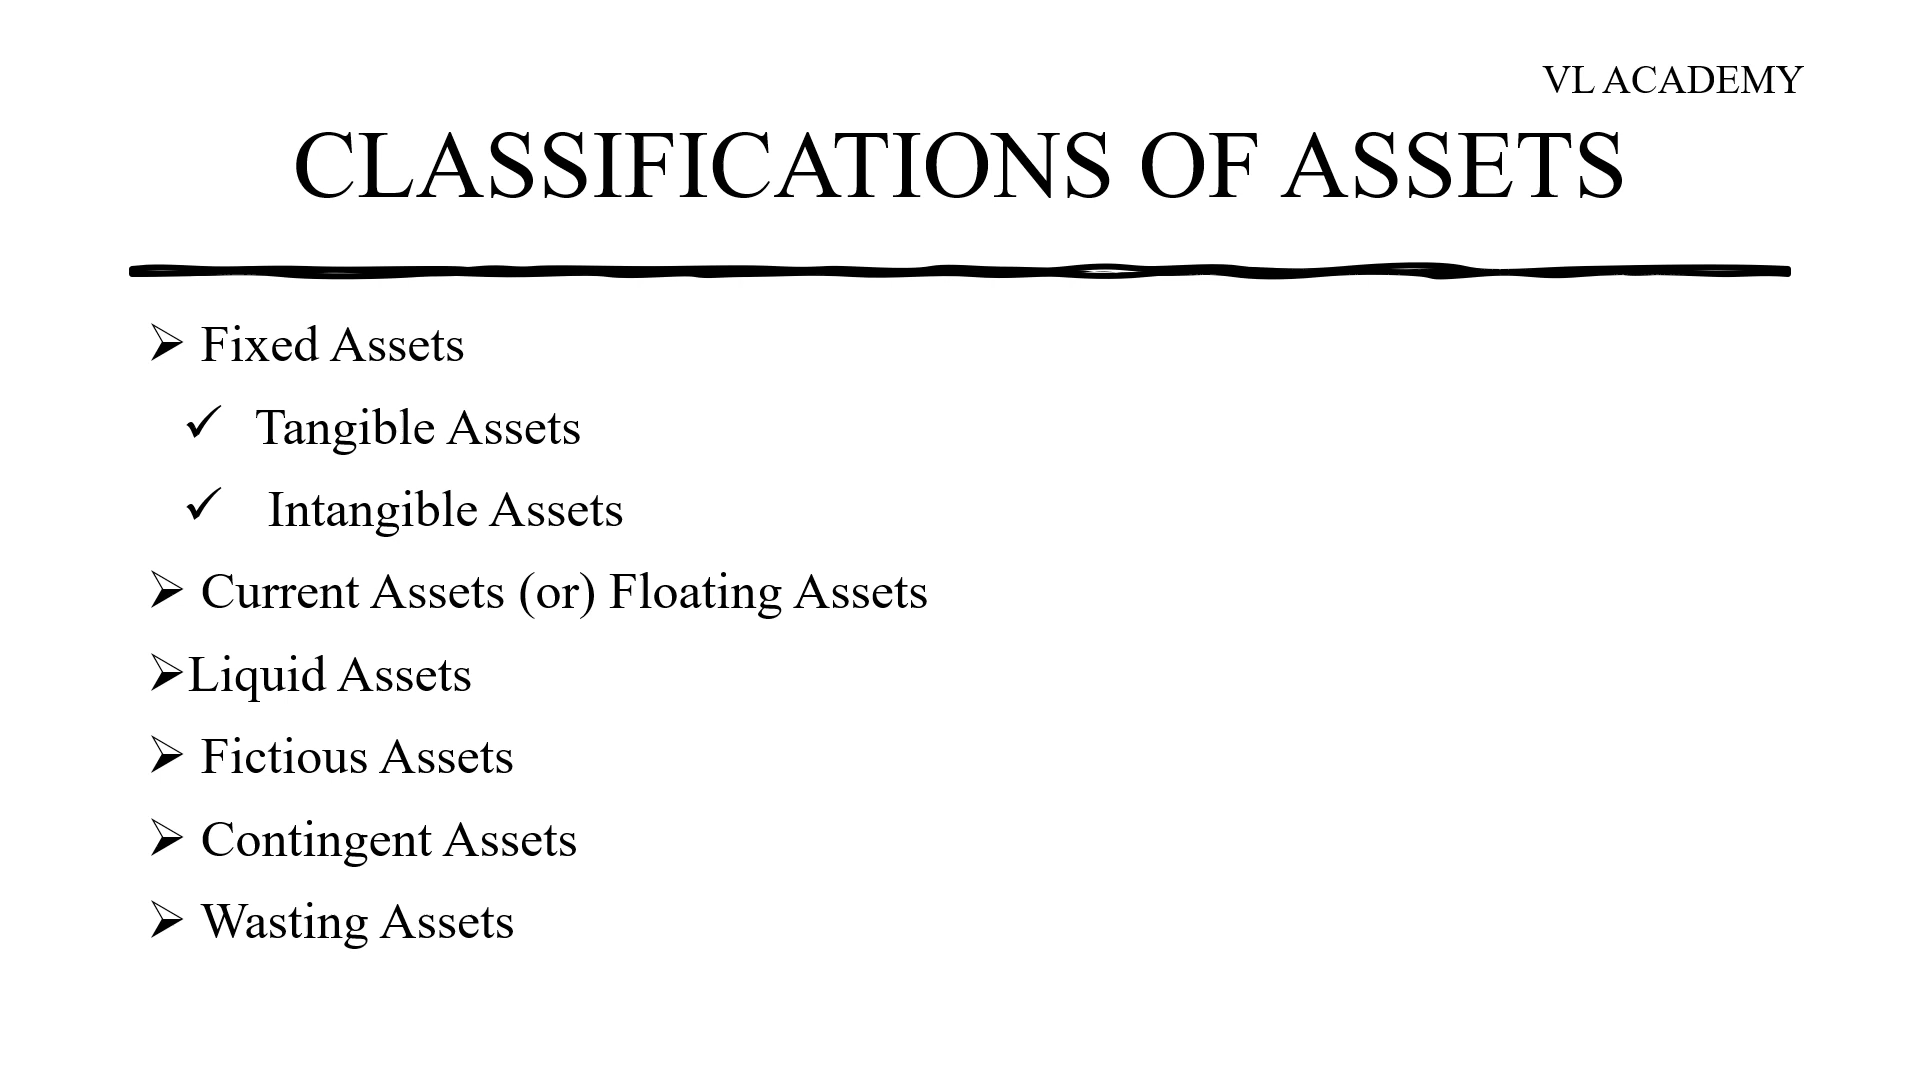 VL ACADEMY
CLASSIFICATIONS OF ASSETS
➢ Fixed Assets
✓ Tangible Assets
✓ Intangible Assets
➢ Current Assets (or) Floating Assets
➢Liquid Assets
➢ Fictious Assets
➢ Contingent Assets
➢ Wasting Assets